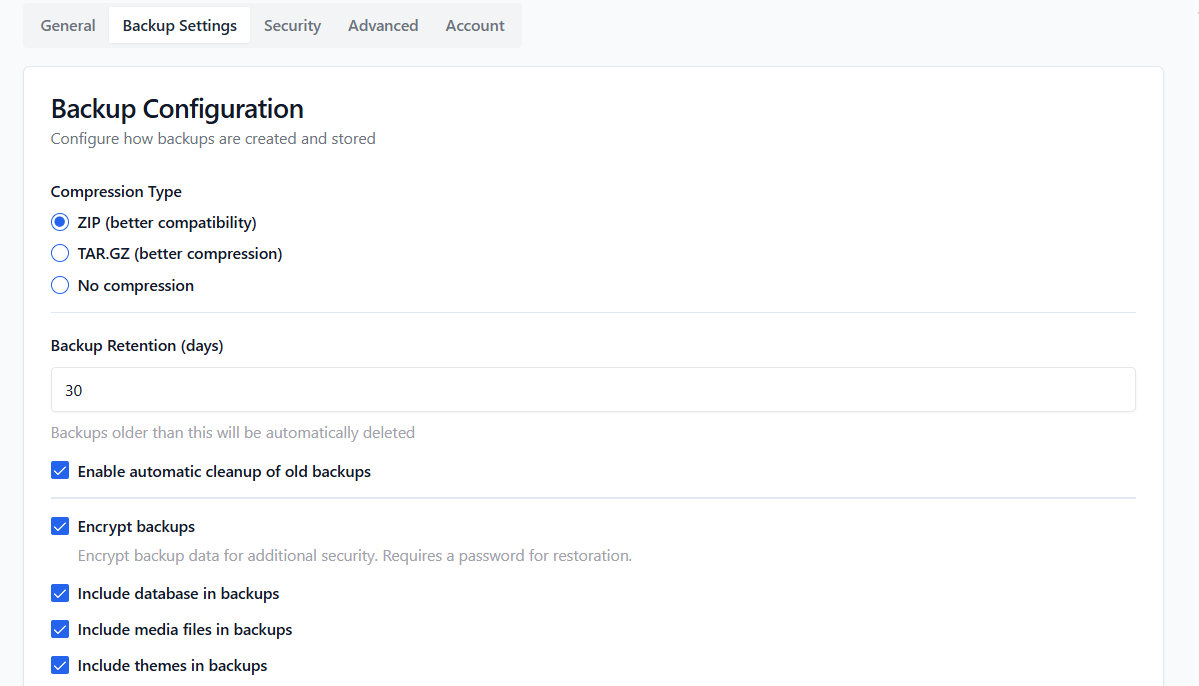 General Backup Settings Security Advanced Account
Backup Configuration
Configure how backups are created and stored
Compression Type
ZIP (better compatibility)
TAR.GZ (better compression)
No compression
Backup Retention (days)
30
Backups older than this will be automatically deleted
Enable automatic cleanup of old backups
Encrypt backups
Encrypt backup data for additional security. Requires a password for restoration.
Include database in backups
Include media files in backups
Include themes in backups